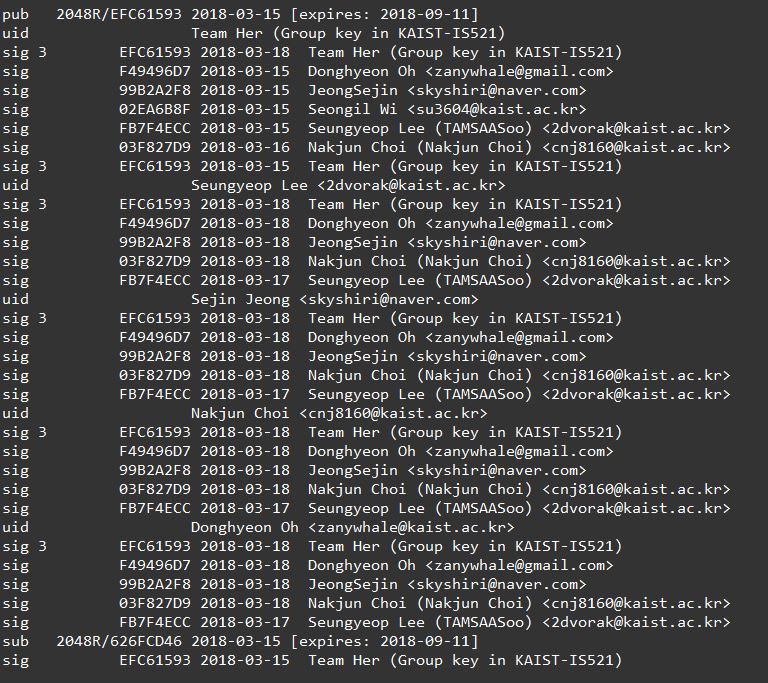 pub   2048R/EFC61593 2018-03-15 [expires: 2018-09-11]
uid                  Team Her (Group key in KAIST-IS521)
sig 3        EFC61593 2018-03-18  Team Her (Group key in KAIST-IS521)
sig          F49496D7 2018-03-15  Donghyeon Oh <zanywhale@gmail.com>
sig          99B2A2F8 2018-03-15  JeongSejin <skyshiri@naver.com>
sig          02EA6B8F 2018-03-15  Seongil Wi <su3604@kaist.ac.kr>
sig          FB7F4ECC 2018-03-15  Seungyeop Lee (TAMSAASoo) <2dvorak@kaist.ac.kr>
sig          03F827D9 2018-03-16  Nakjun Choi (Nakjun Choi) <cnj8160@kaist.ac.kr>
sig 3        EFC61593 2018-03-15  Team Her (Group key in KAIST-IS521)
uid                  Seungyeop Lee <2dvorak@kaist.ac.kr>
sig 3        EFC61593 2018-03-18  Team Her (Group key in KAIST-IS521)
sig          F49496D7 2018-03-18  Donghyeon Oh <zanywhale@gmail.com>
sig          99B2A2F8 2018-03-18  JeongSejin <skyshiri@naver.com>
sig          03F827D9 2018-03-18  Nakjun Choi (Nakjun Choi) <cnj8160@kaist.ac.kr>
sig          FB7F4ECC 2018-03-17  Seungyeop Lee (TAMSAASoo) <2dvorak@kaist.ac.kr>
uid                  Sejin Jeong <skyshiri@naver.com>
sig 3        EFC61593 2018-03-18  Team Her (Group key in KAIST-IS521)
sig          F49496D7 2018-03-18  Donghyeon Oh <zanywhale@gmail.com>
sig          99B2A2F8 2018-03-18  JeongSejin <skyshiri@naver.com>
sig          03F827D9 2018-03-18  Nakjun Choi (Nakjun Choi) <cnj8160@kaist.ac.kr>
sig          FB7F4ECC 2018-03-17  Seungyeop Lee (TAMSAASoo) <2dvorak@kaist.ac.kr>
uid                  Nakjun Choi <cnj8160@kaist.ac.kr>
sig 3        EFC61593 2018-03-18  Team Her (Group key in KAIST-IS521)
sig          F49496D7 2018-03-18  Donghyeon Oh <zanywhale@gmail.com>
sig          99B2A2F8 2018-03-18  JeongSejin <skyshiri@naver.com>
sig          03F827D9 2018-03-18  Nakjun Choi (Nakjun Choi) <cnj8160@kaist.ac.kr>
sig          FB7F4ECC 2018-03-17  Seungyeop Lee (TAMSAASoo) <2dvorak@kaist.ac.kr>
uid                  Donghyeon Oh <zanywhale@kaist.ac.kr>
sig 3        EFC61593 2018-03-18  Team Her (Group key in KAIST-IS521)
sig          F49496D7 2018-03-18  Donghyeon Oh <zanywhale@gmail.com>
sig          99B2A2F8 2018-03-18  JeongSejin <skyshiri@naver.com>
sig          03F827D9 2018-03-18  Nakjun Choi (Nakjun Choi) <cnj8160@kaist.ac.kr>
sig          FB7F4ECC 2018-03-17  Seungyeop Lee (TAMSAASoo) <2dvorak@kaist.ac.kr>
sub   2048R/626FCD46 2018-03-15 [expires: 2018-09-11]
sig          EFC61593 2018-03-15  Team Her (Group key in KAIST-IS521)